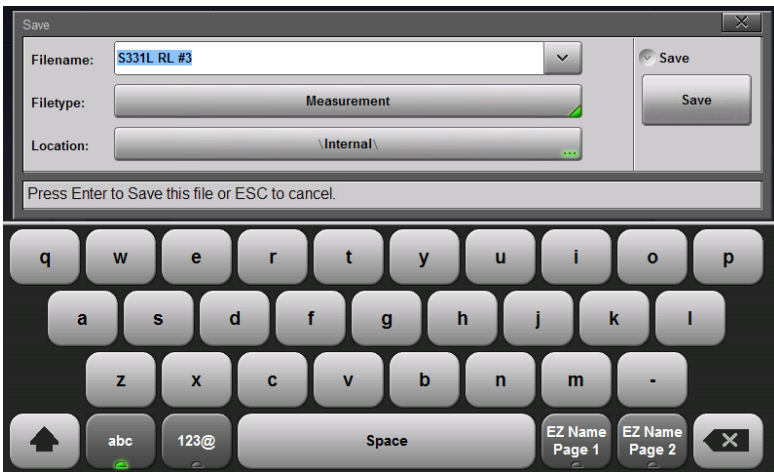 Save
Filename: S331L RL #3
Save
Filetype: Measurement
Save
Location: \Internal\
...
Press Enter to Save this file or ESC to cancel.
q w e r t y u i o p
a s d f g h j k l
z x c v b n m -
abc 123@ Space EZ Name Page 1 EZ Name Page 2